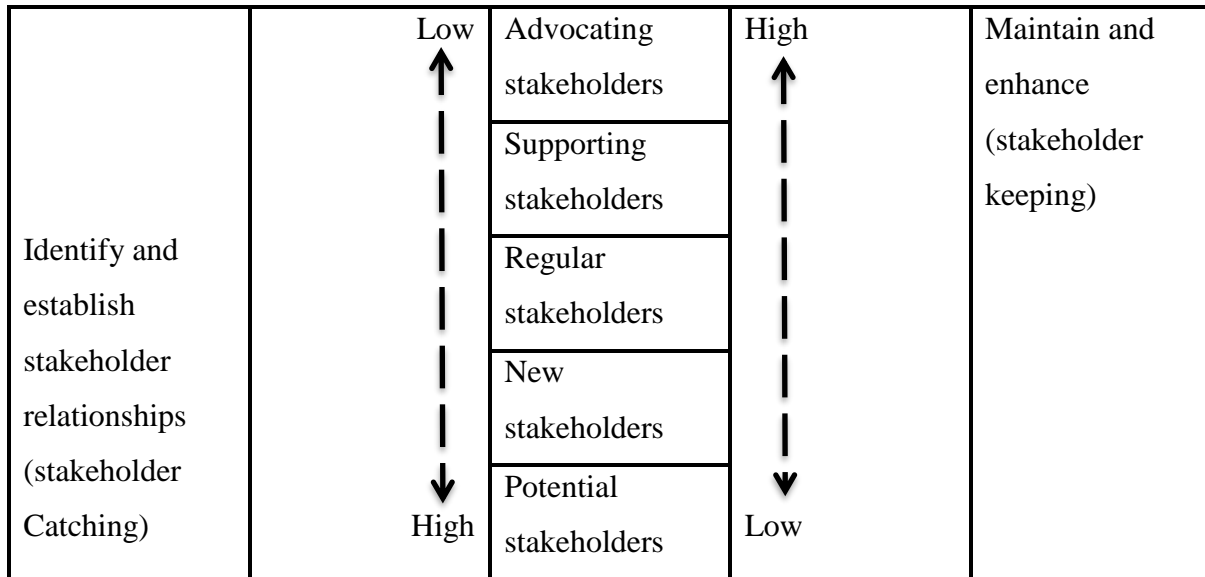 Identify and
establish
stakeholder
relationships
(stakeholder
Catching)
Low
High
Advocating
stakeholders
Supporting
stakeholders
Regular
stakeholders
New
stakeholders
Potential
stakeholders
High
Low
Maintain and
enhance
(stakeholder
keeping)